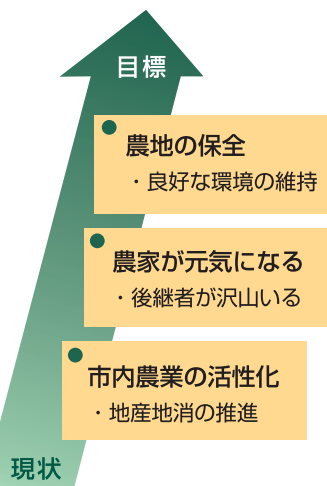 目標
農地の保全
・良好な環境の維持
農家が元気になる
・後継者が沢山いる
市内農業の活性化
・地産地消の推進
現状